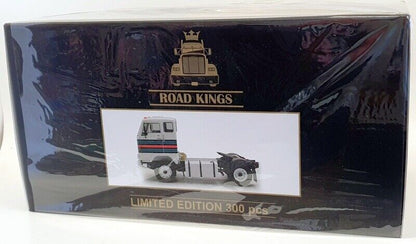 ROAD KINGS
LIMITED EDITION 300 pcs